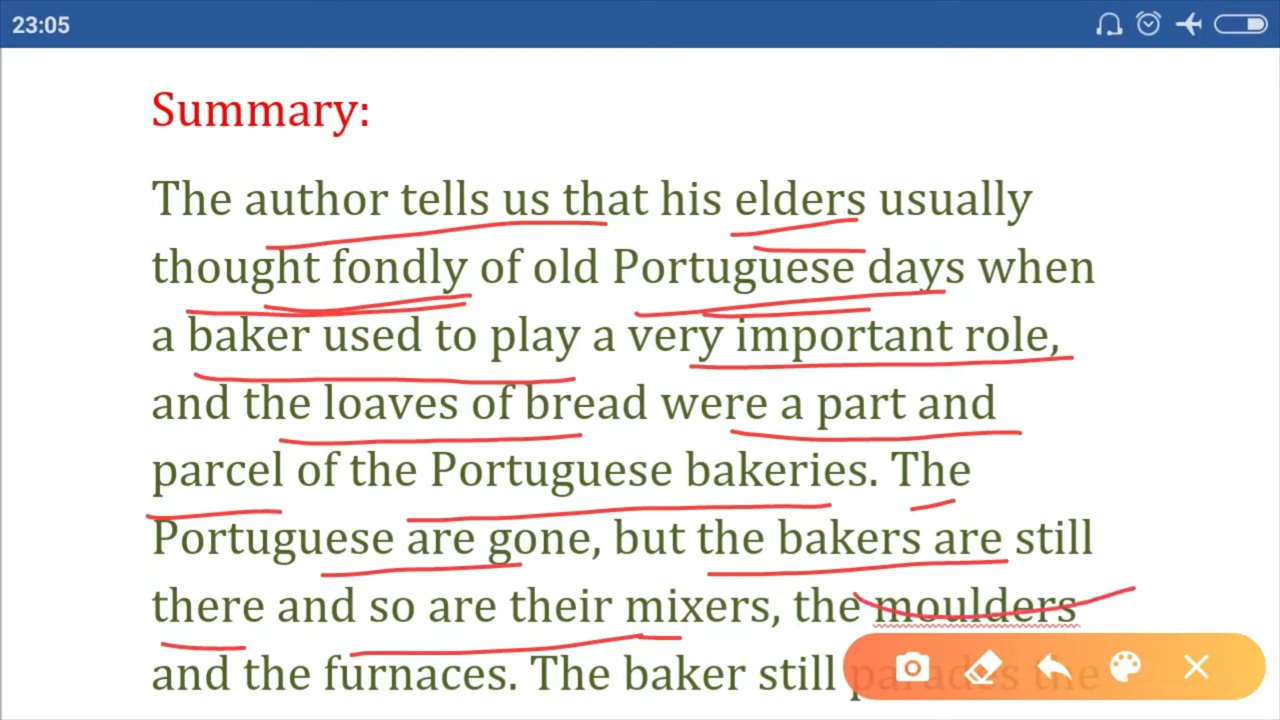 23:05
Summary:
The author tells us that his elders usually
thought fondly of old Portuguese days when
a baker used to play a very important role,
and the loaves of bread were a part and
parcel of the Portuguese bakeries. The
Portuguese are gone, but the bakers are still
there and so are their mixers, the moulders
and the furnaces. The baker still parades the